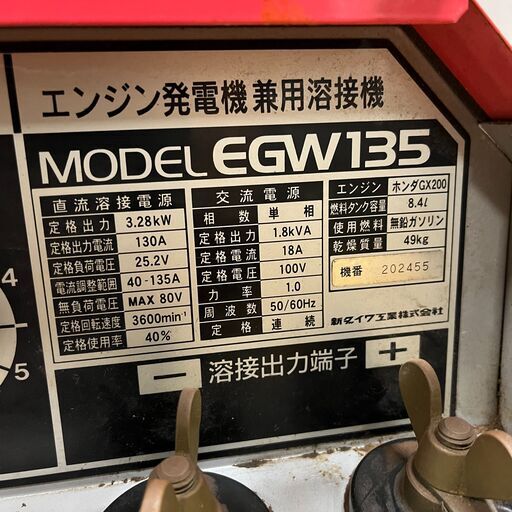 エンジン発電機兼用溶接機
MODEL EGW135
直流溶接電源
定格出力 3.28kW
定格出力電流 130A
定格負荷電圧 25.2V
電流調整範囲 40-135A
無負荷電圧 MAX 80V
定格回転速度 3600min⁻¹
定格使用率 40%
交流電源
相数 単相
定格出力 1.8kVA
定格電流 18A
定格電圧 100V
力率 1.0
周波数 50/60Hz
定格 連続
エンジン ホンダGX200
燃料タンク容量 8.4ℓ
使用燃料 無鉛ガソリン
乾燥質量 49kg
機番 202455
新ダイワ工業株式会社
− 溶接出力端子 +
4
5